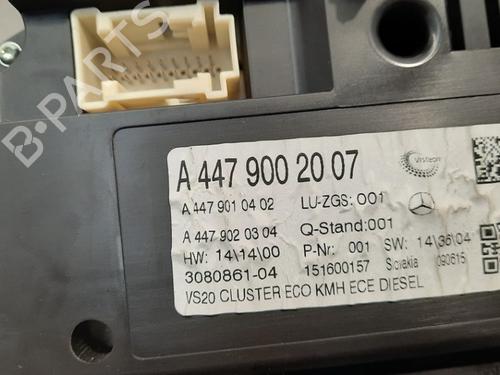 B-PARTS
Visteon
A 447 900 20 07
A 447 901 04 02 LU-ZGS: 001
A 447 902 03 04 Q-Stand:001
HW: 14\14\00 P-Nr: 001 SW: 14\36\04
3080861-04 151600157 Slovakia 090615
VS20 CLUSTER ECO KMH ECE DIESEL